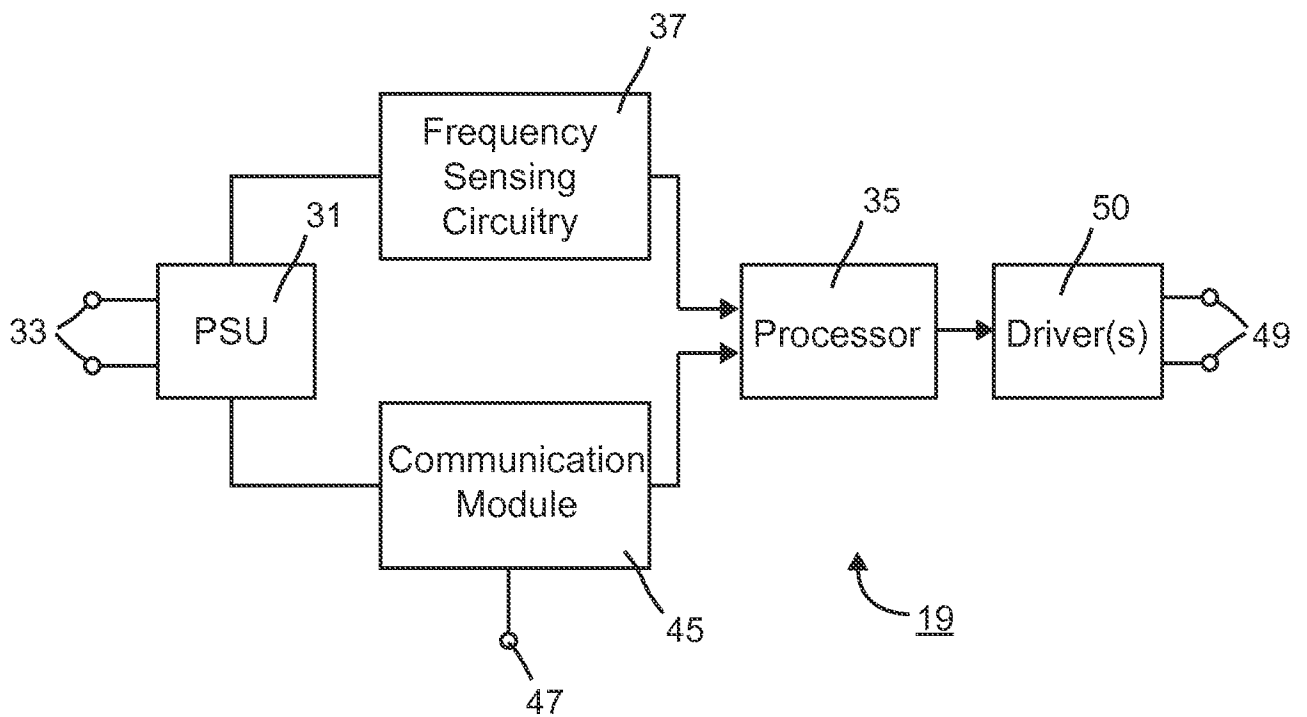 37
Frequency
Sensing
Circuitry
31
35
50
33
PSU
Processor
Driver(s)
49
Communication
Module
45
19
47